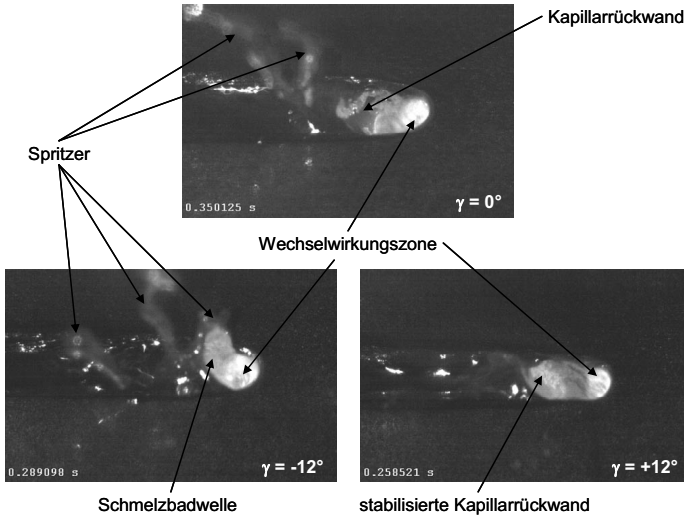 Kapillarrückwand
Spritzer
0.350125 s
γ = 0°
Wechselwirkungszone
0.289098 s
γ = -12°
0.258521 s
γ = +12°
Schmelzbadwelle
stabilisierte Kapillarrückwand